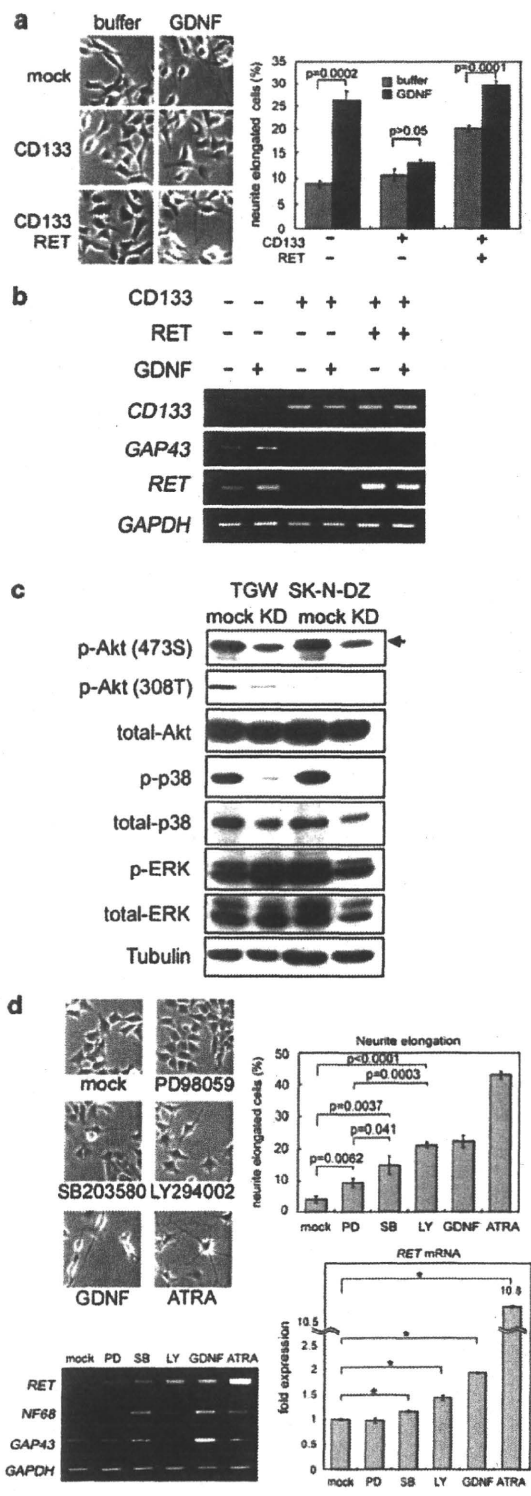 a
buffer GDNF
mock
CD133
CD133
RET
neurite elongated cells (%)
35
30
25
20
15
10
5
0
p=0.0002
p>0.05
p=0.0001
buffer
GDNF
CD133 − + +
RET − − +
b
CD133 − − + + + +
RET − − − − + +
GDNF − + − + − +
CD133
GAP43
RET
GAPDH
c
TGW SK-N-DZ
mock KD mock KD
p-Akt (473S)
p-Akt (308T)
total-Akt
p-p38
total-p38
p-ERK
total-ERK
Tubulin
d
mock PD98059
SB203580 LY294002
GDNF ATRA
Neurite elongation
neurite elongated cells (%)
50
40
30
20
10
0
p<0.0001
p=0.0003
p=0.0037
p=0.041
p=0.0062
mock PD SB LY GDNF ATRA
mock PD SB LY GDNF ATRA
RET
NF68
GAP43
GAPDH
RET mRNA
fold expression
10.5
2.5
2
1.5
1
0.5
0
* * * *
10.8
mock PD SB LY GDNF ATRA